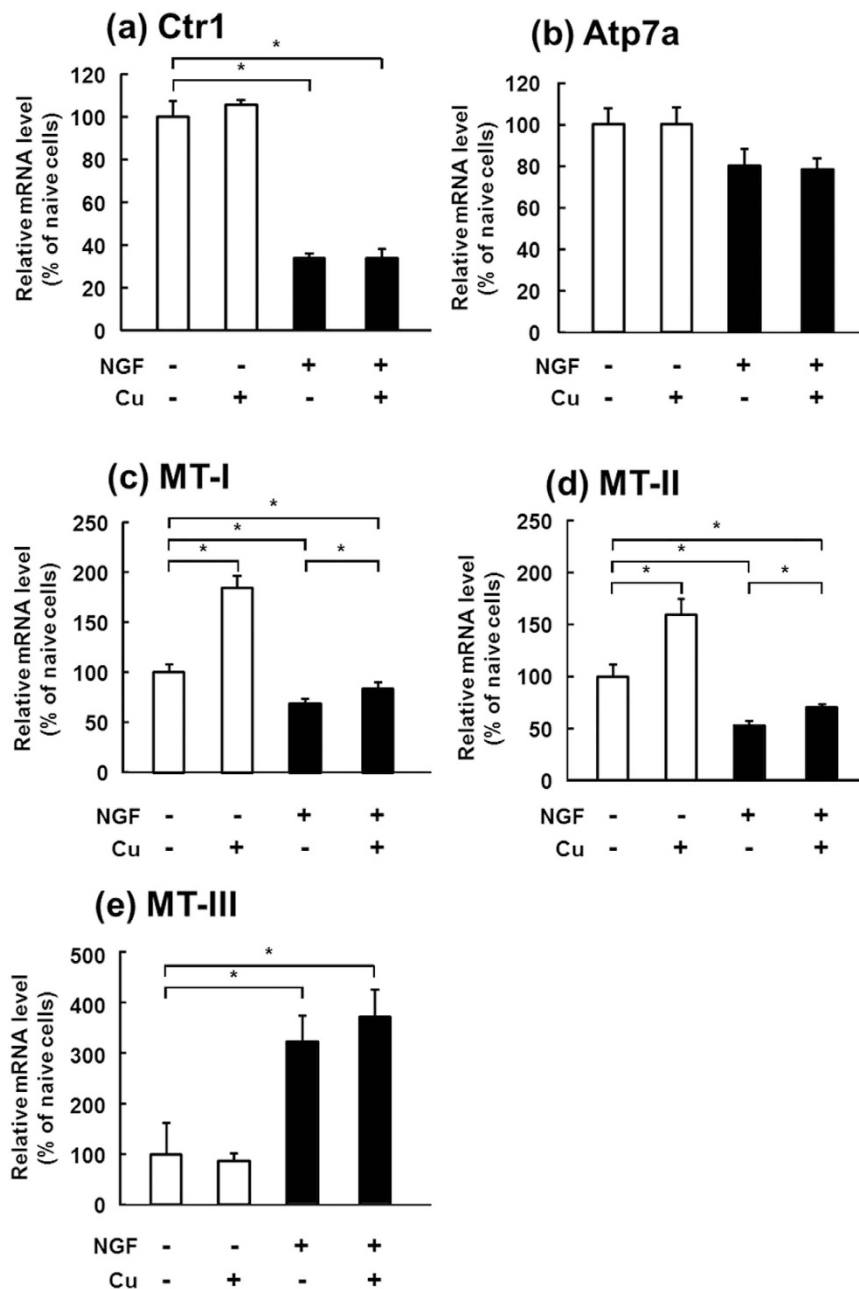 (a) Ctr1
Relative mRNA level
(% of naive cells)
120
100
80
60
40
20
0
* *
NGF - - + +
Cu - + - +
(b) Atp7a
Relative mRNA level
(% of naive cells)
120
100
80
60
40
20
0
NGF - - + +
Cu - + - +
(c) MT-I
Relative mRNA level
(% of naive cells)
250
200
150
100
50
0
* * * *
NGF - - + +
Cu - + - +
(d) MT-II
Relative mRNA level
(% of naive cells)
250
200
150
100
50
0
* * * *
NGF - - + +
Cu - + - +
(e) MT-III
Relative mRNA level
(% of naive cells)
500
400
300
200
100
0
* *
NGF - - + +
Cu - + - +